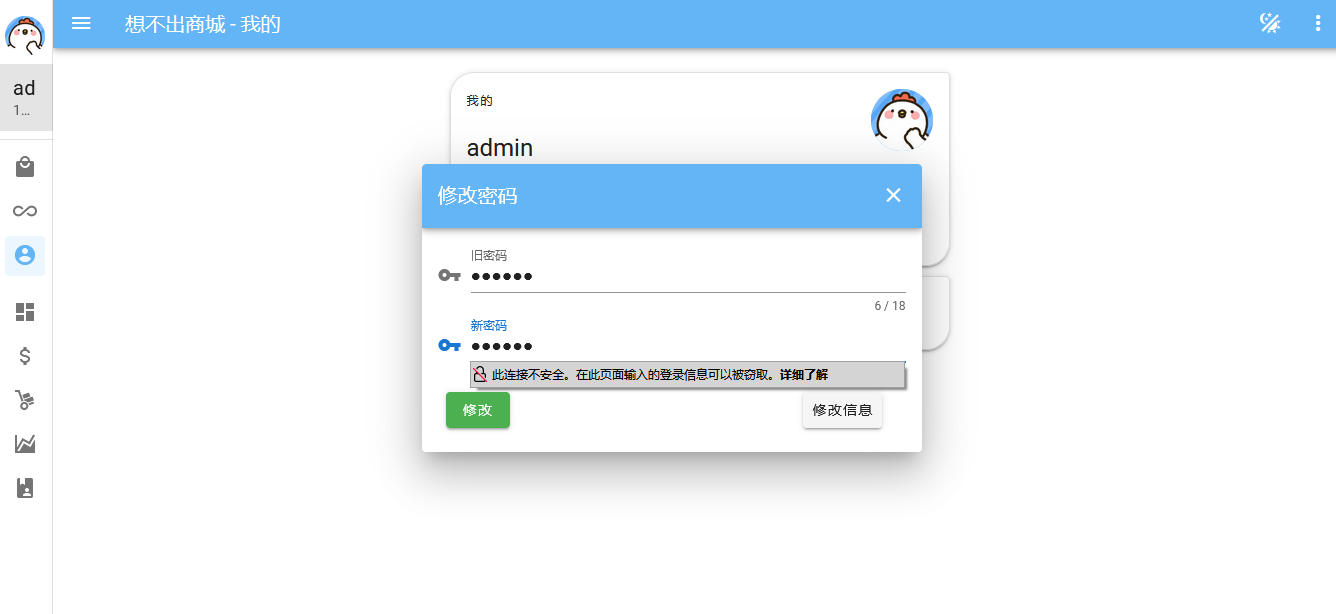 想不出商城 - 我的
ad
1...
我的
admin
修改密码
旧密码
●●●●●●
6 / 18
新密码
●●●●●●
此连接不安全。在此页面输入的登录信息可以被窃取。详细了解
修改
修改信息